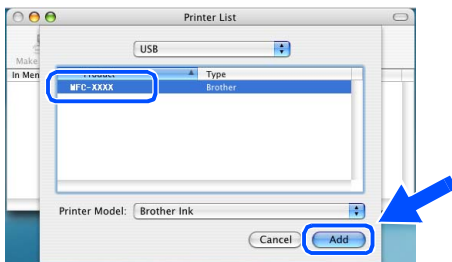 Printer List
Make
USB
In Men
Product Type
MFC-XXXX Brother
Printer Model: Brother Ink
Cancel Add